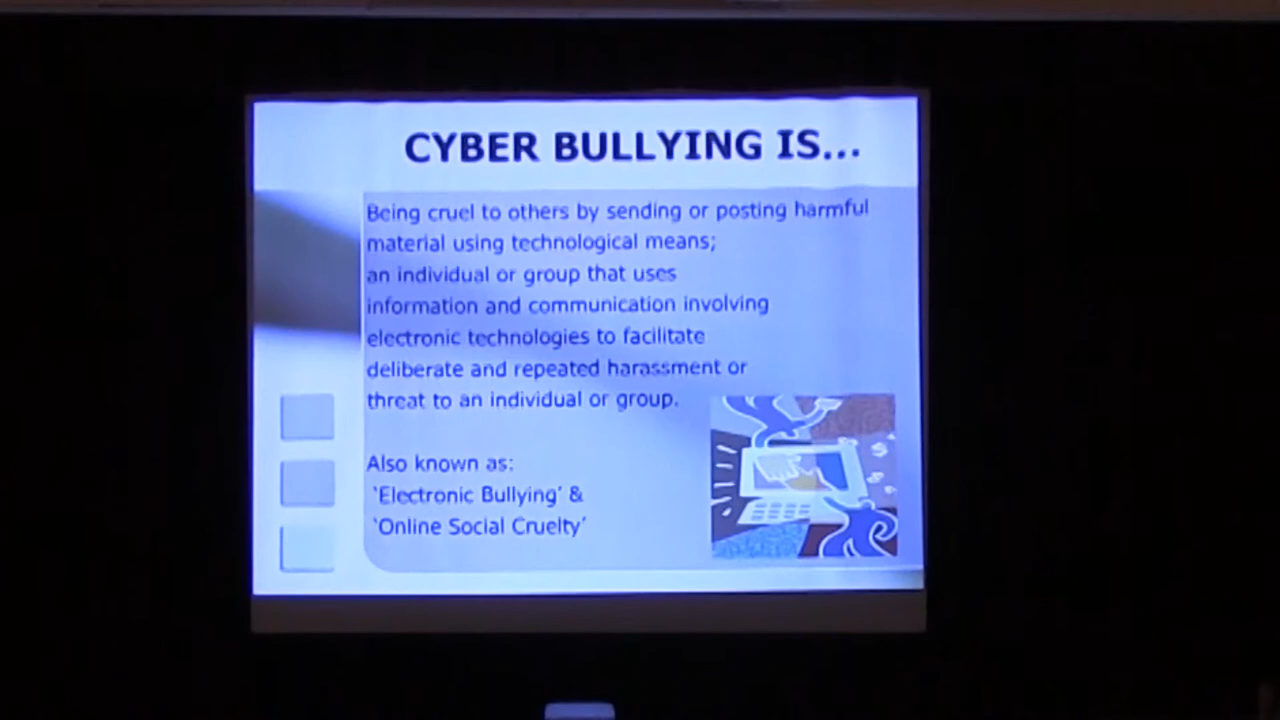 CYBER BULLYING IS...
Being cruel to others by sending or posting harmful
material using technological means;
an individual or group that uses
information and communication involving
electronic technologies to facilitate
deliberate and repeated harassment or
threat to an individual or group.
Also known as:
‘Electronic Bullying’ &
‘Online Social Cruelty’